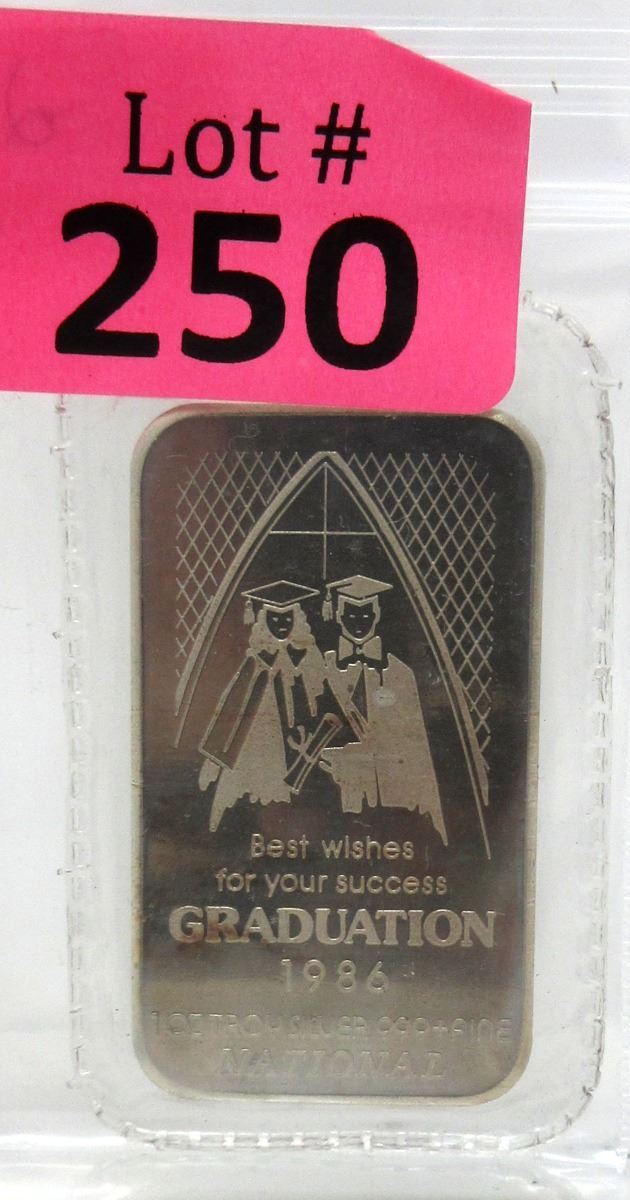 Lot #
250
Best wishes
for your success
GRADUATION
1986
1 OZ TROY SILVER 999+FINE
NATIONAL